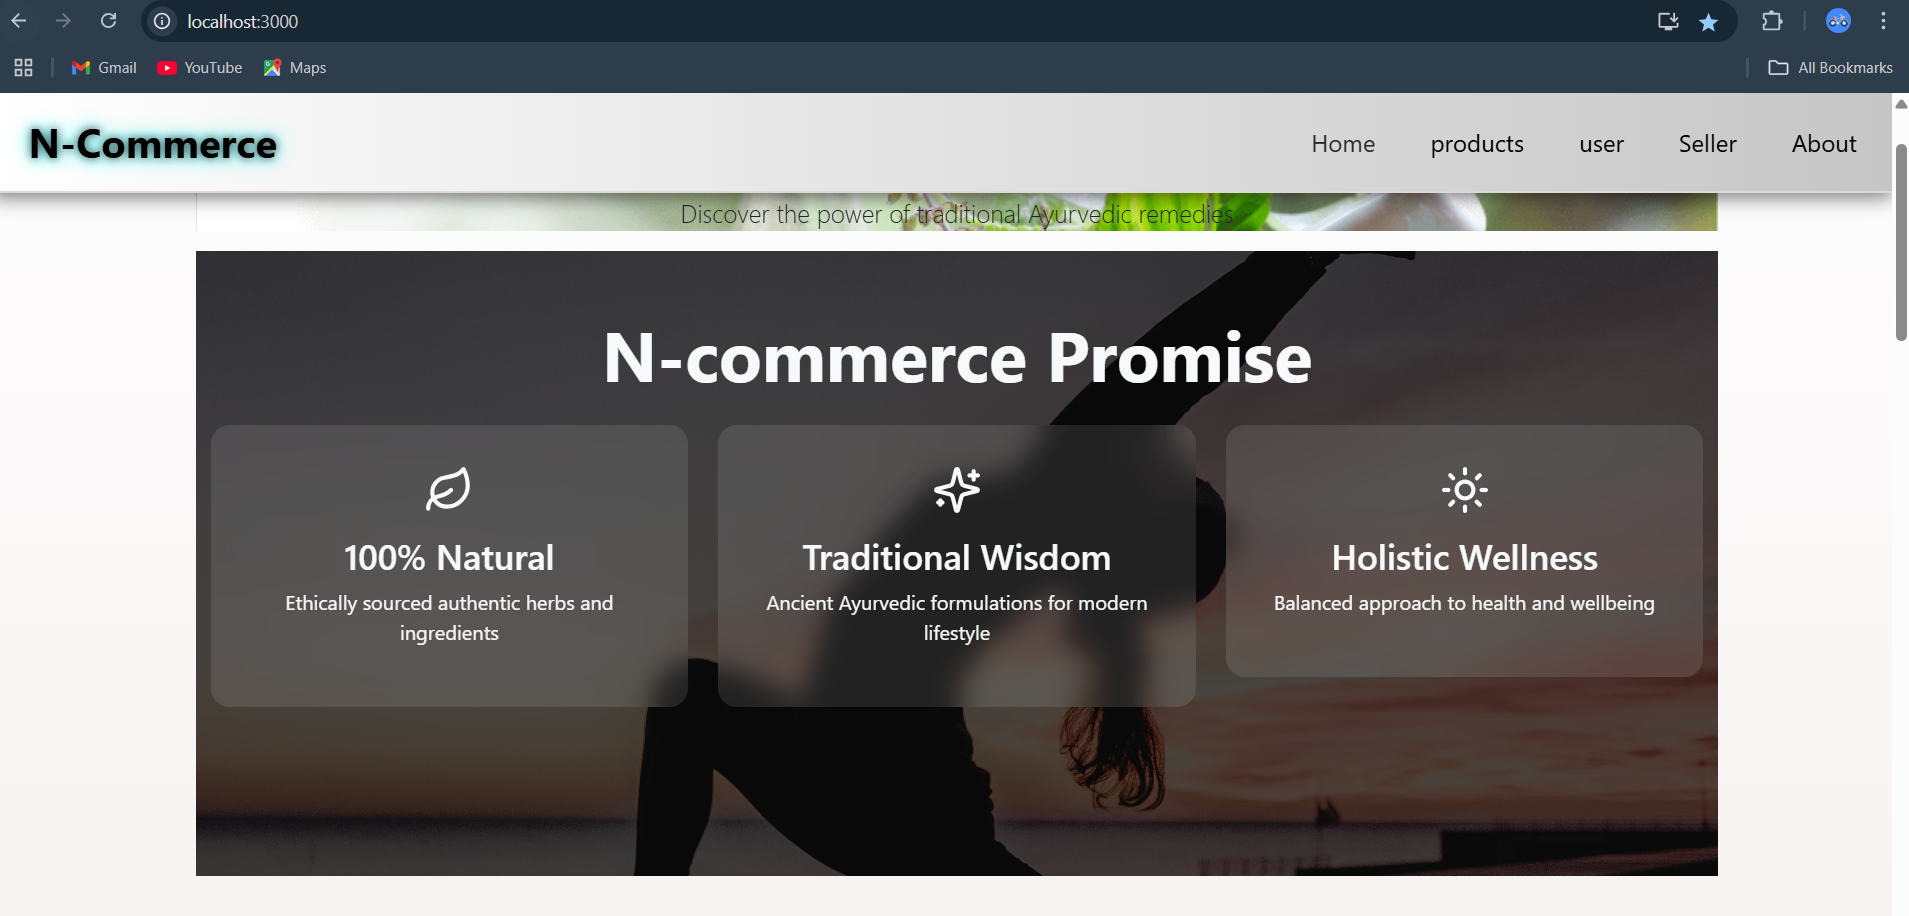 localhost:3000
Gmail YouTube Maps All Bookmarks
N-Commerce Home products user Seller About
Discover the power of traditional Ayurvedic remedies
N-commerce Promise
100% Natural
Ethically sourced authentic herbs and
ingredients
Traditional Wisdom
Ancient Ayurvedic formulations for modern
lifestyle
Holistic Wellness
Balanced approach to health and wellbeing